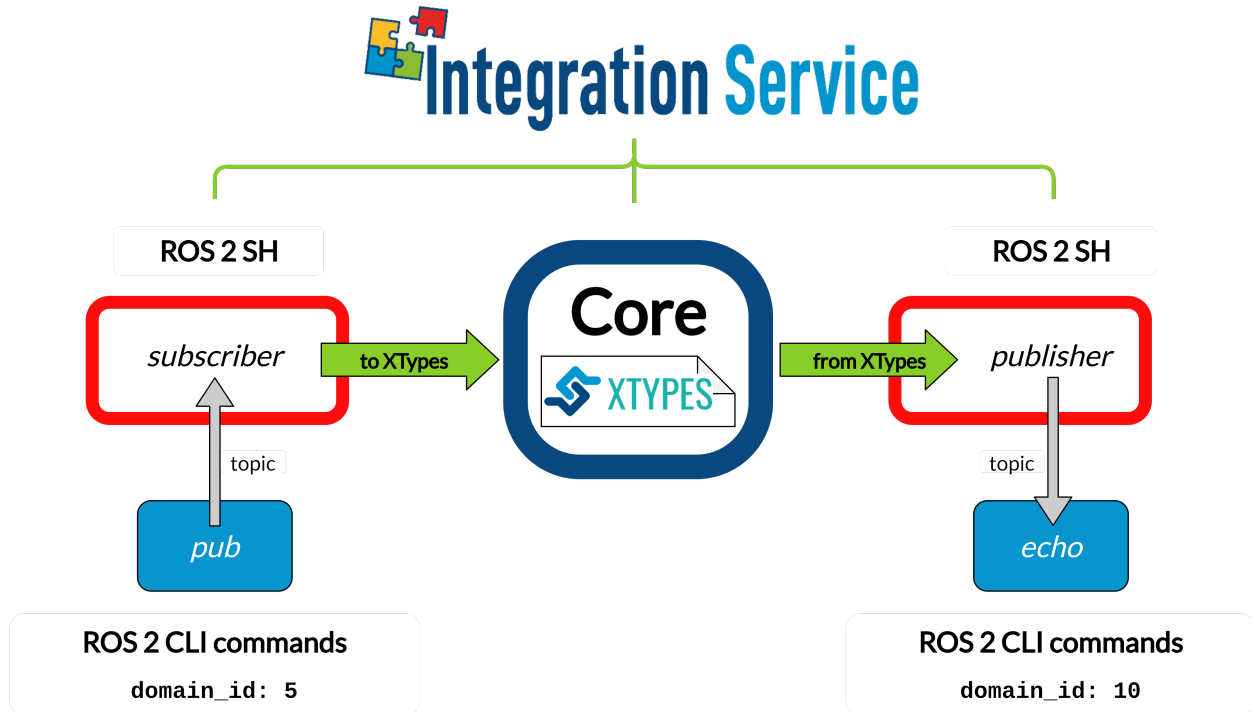 Integration Service
ROS 2 SH
ROS 2 SH
Core
XTYPES
subscriber
to XTypes
from XTypes
publisher
topic
topic
pub
echo
ROS 2 CLI commands
domain_id: 5
ROS 2 CLI commands
domain_id: 10